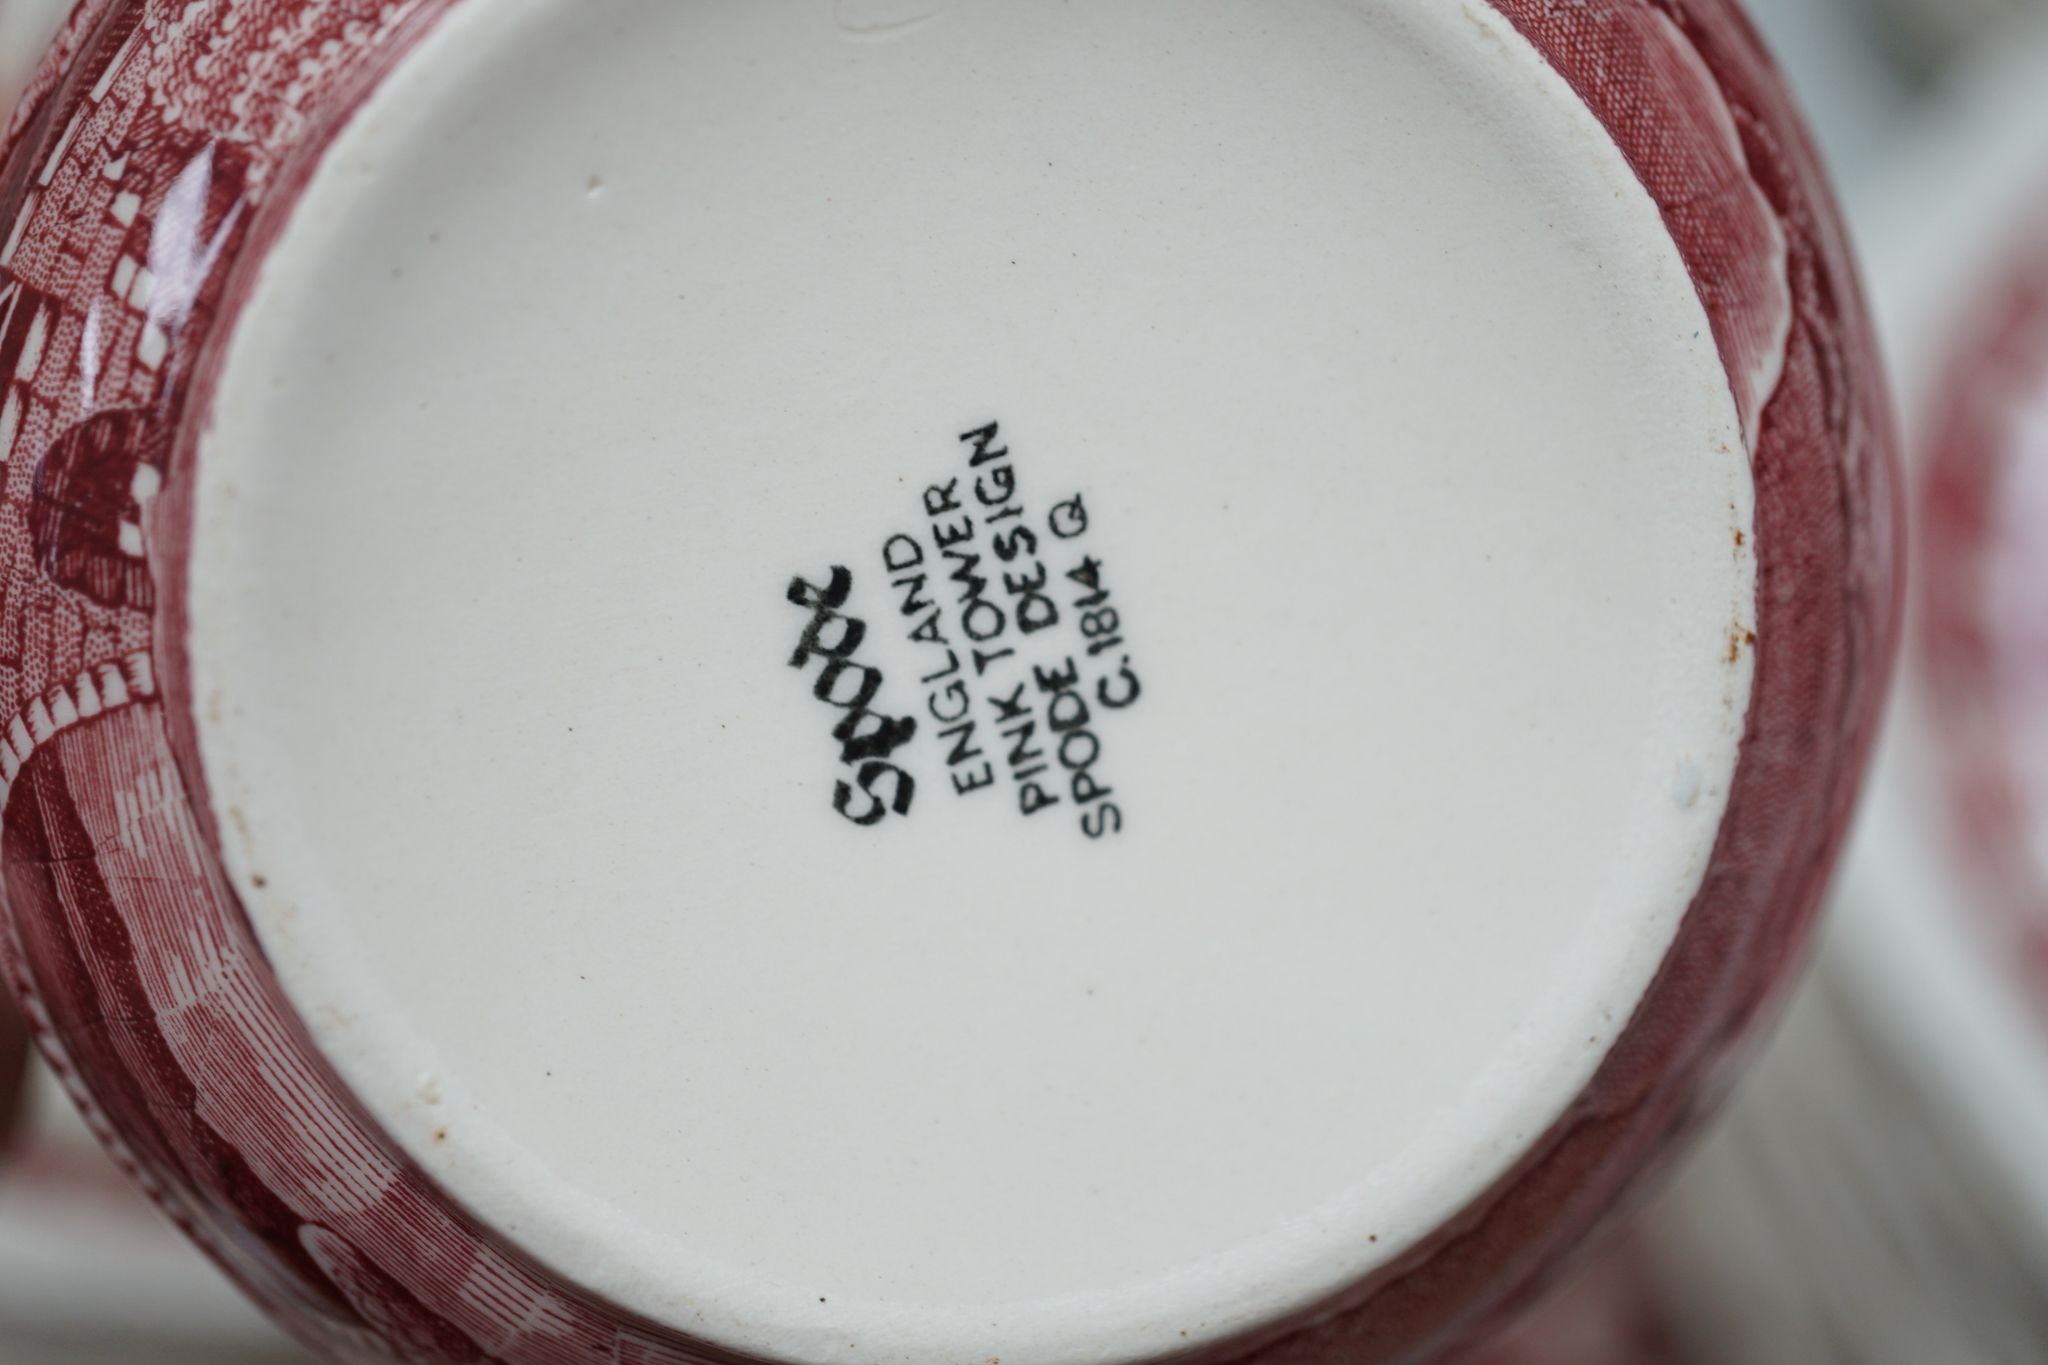 Spode
ENGLAND
PINK TOWER
SPODE DESIGN
C.1814 Q